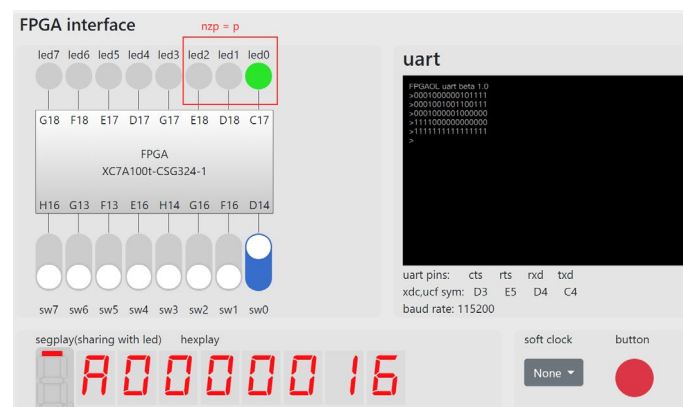 FPGA interface
nzp = p
led7 led6 led5 led4 led3 led2 led1 led0
G18 F18 E17 D17 G17 E18 D18 C17
FPGA
XC7A100t-CSG324-1
H16 G13 F13 E16 H14 G16 F16 D14
sw7 sw6 sw5 sw4 sw3 sw2 sw1 sw0
uart
FPGAOL uart beta 1.0
>0001000000101111
>0001001001100111
>0001000001000000
>1111000000000000
>1111111111111111
>
uart pins: cts rts rxd txd
xdc,ucf sym: D3 E5 D4 C4
baud rate: 115200
segplay(sharing with led) hexplay
A0000016
soft clock button
None